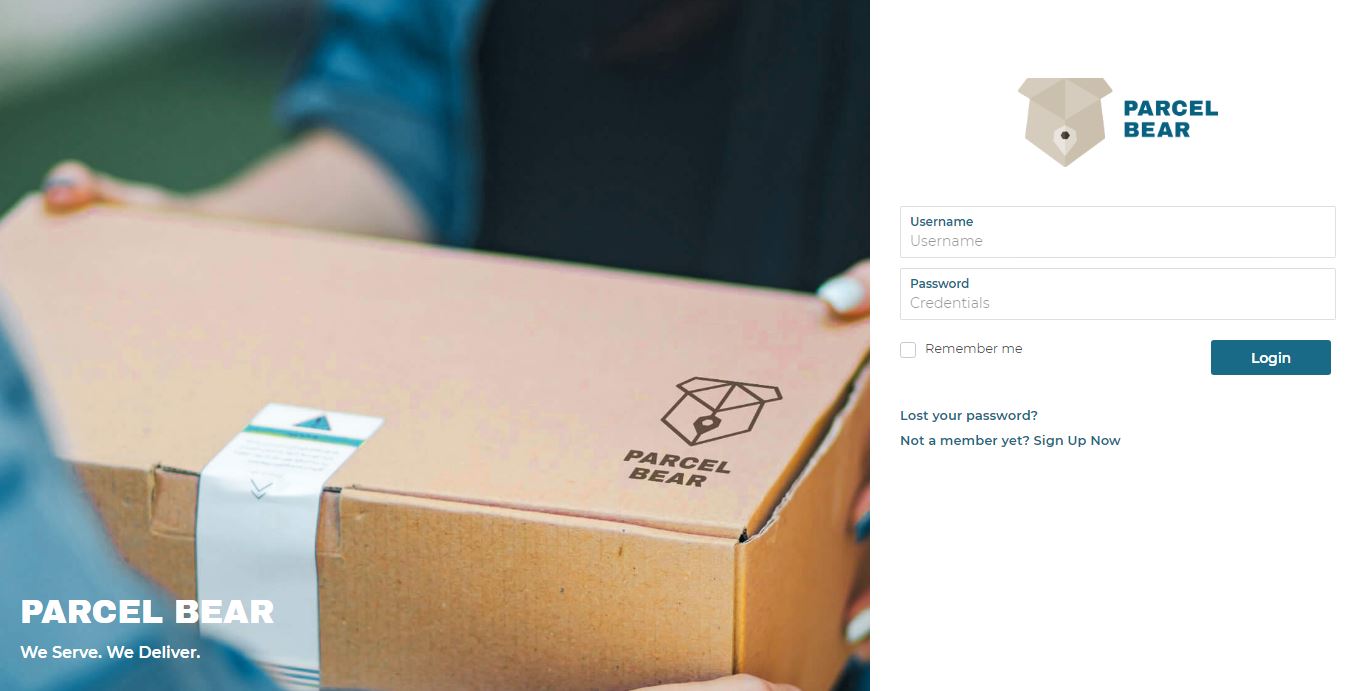 PARCEL
BEAR
PARCEL BEAR
We Serve. We Deliver.
PARCEL
BEAR
Username
Username
Password
Credentials
Remember me
Login
Lost your password?
Not a member yet? Sign Up Now